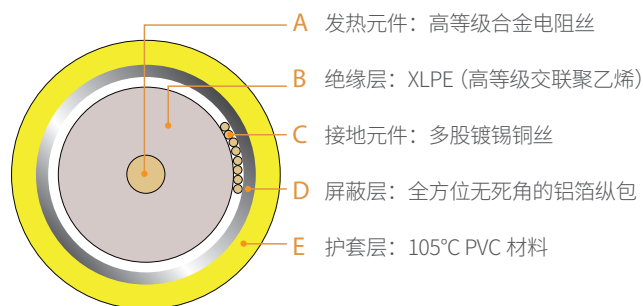 A 发热元件：高等级合金电阻丝
B 绝缘层：XLPE (高等级交联聚乙烯)
C 接地元件：多股镀锡铜丝
D 屏蔽层：全方位无死角的铝箔纵包
E 护套层：105°C PVC 材料